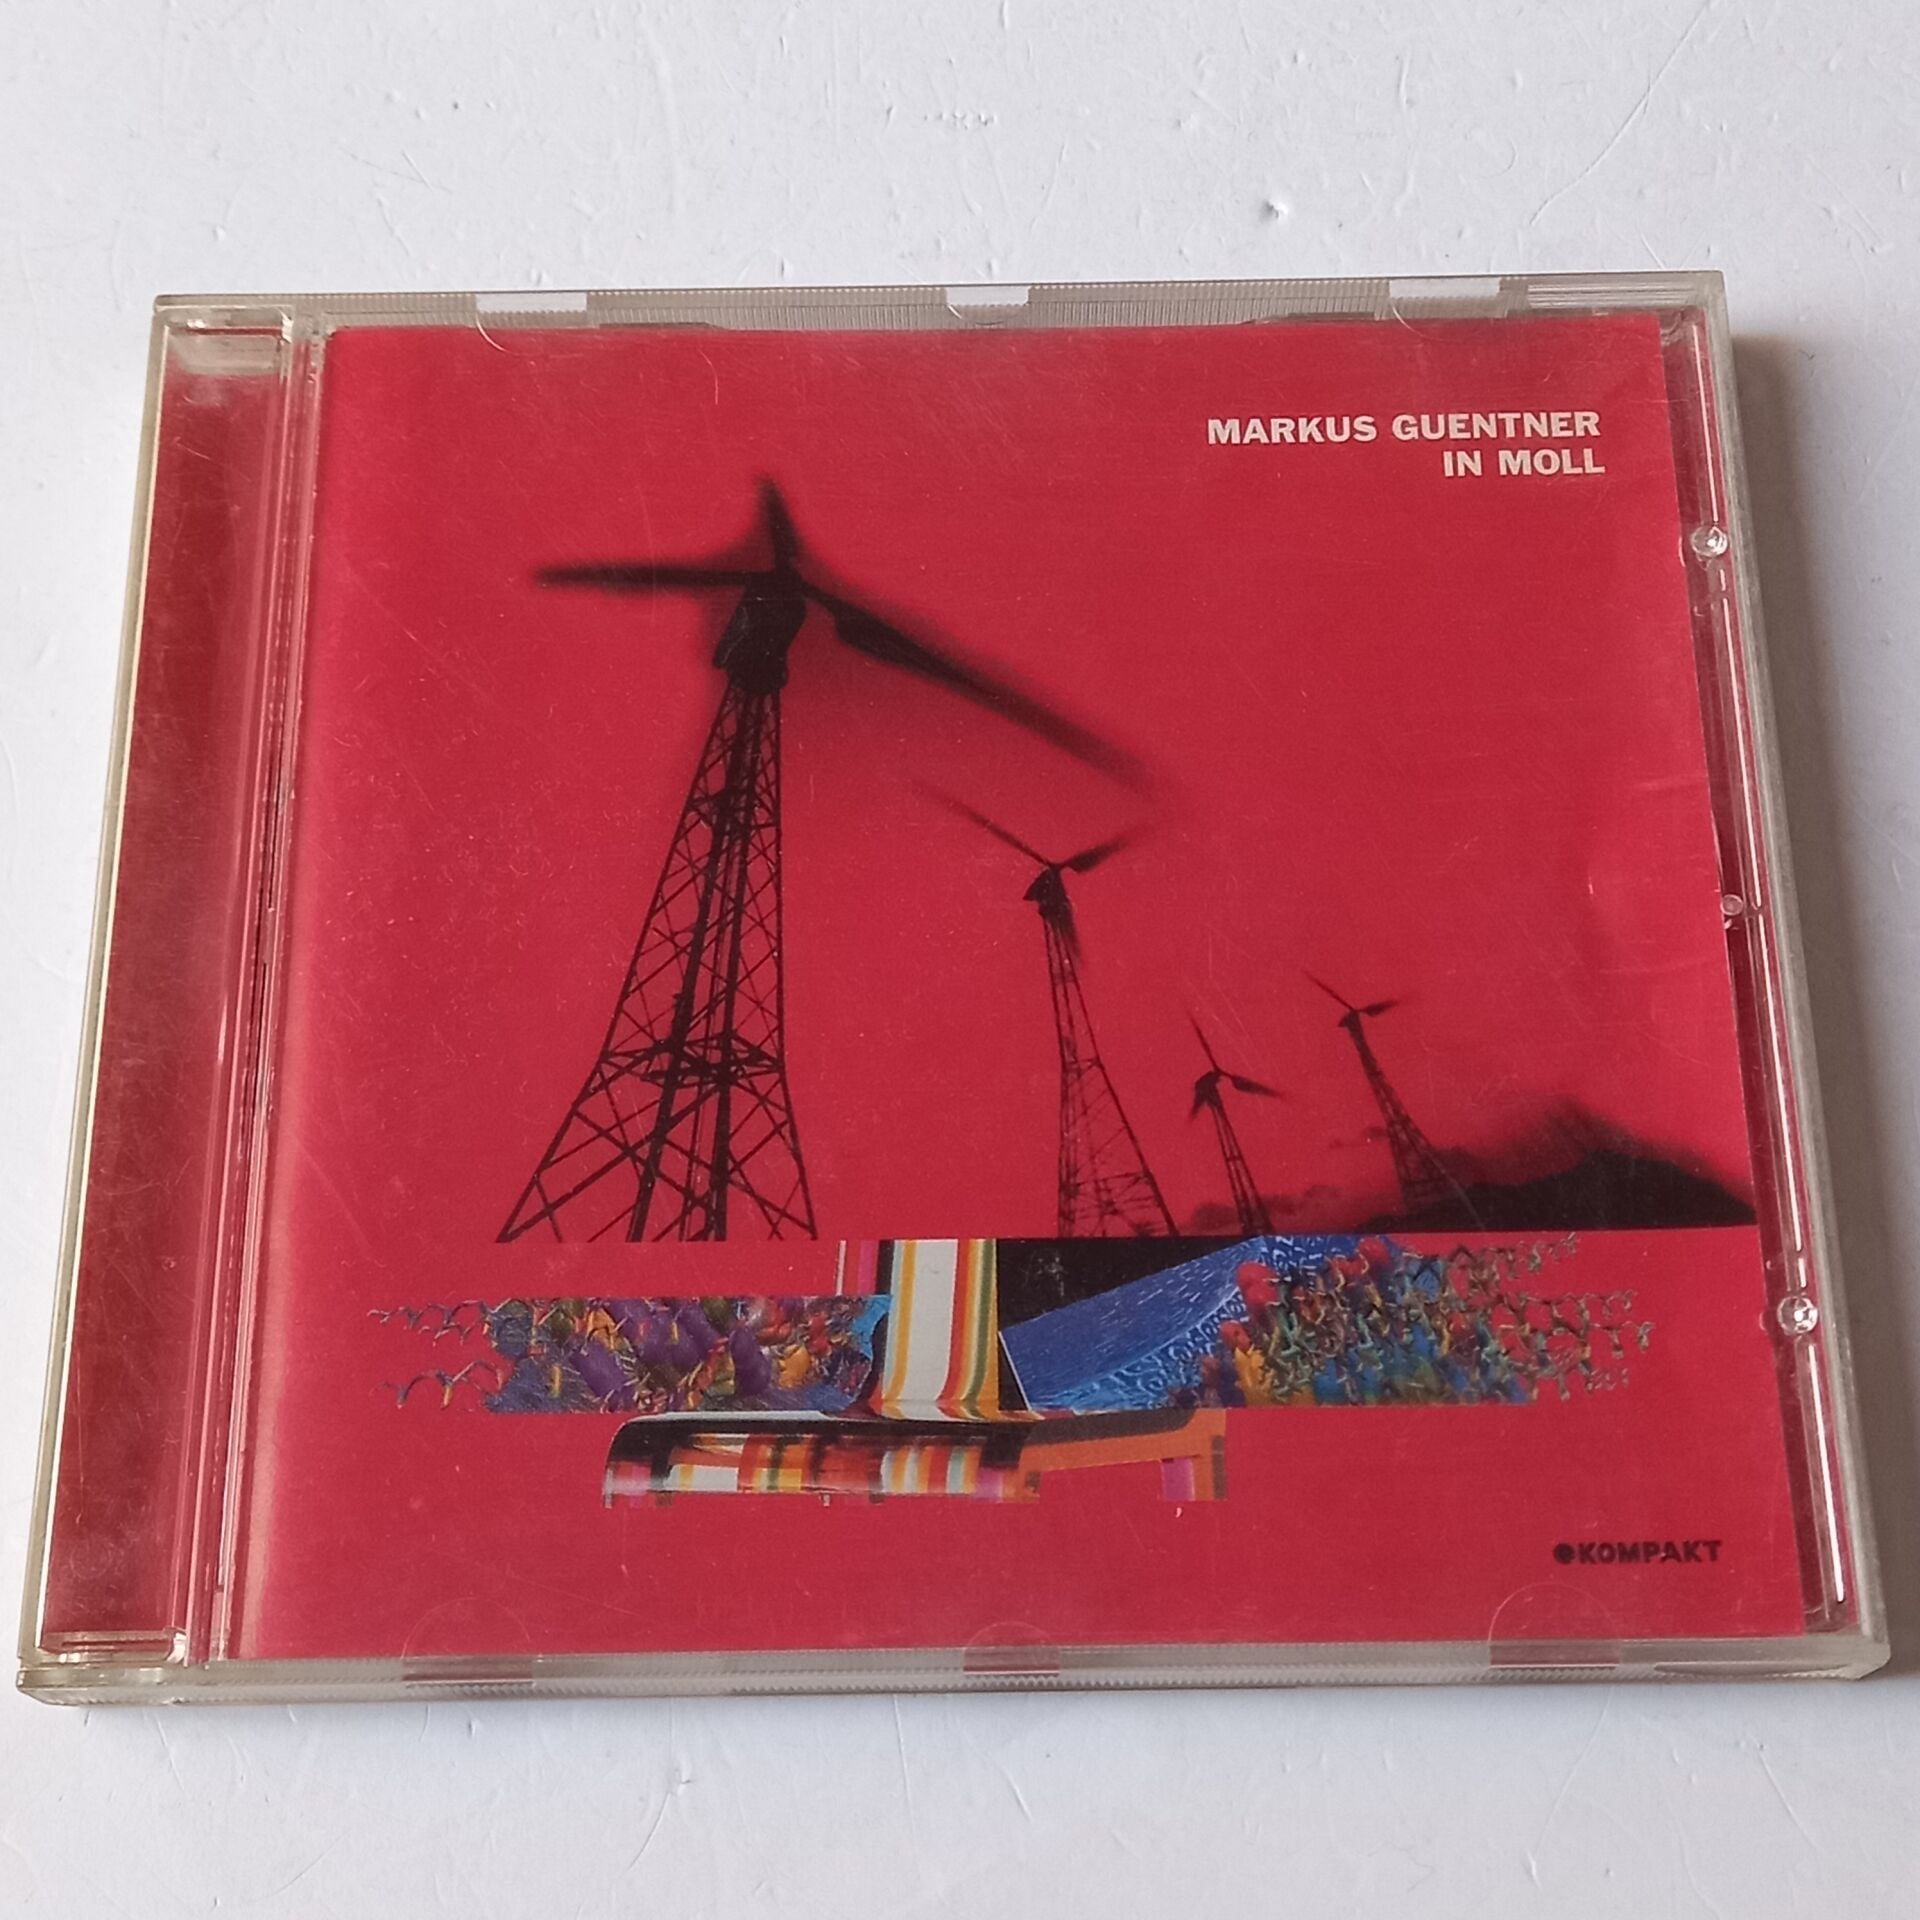 MARKUS GUENTNER
IN MOLL
KOMPAKT